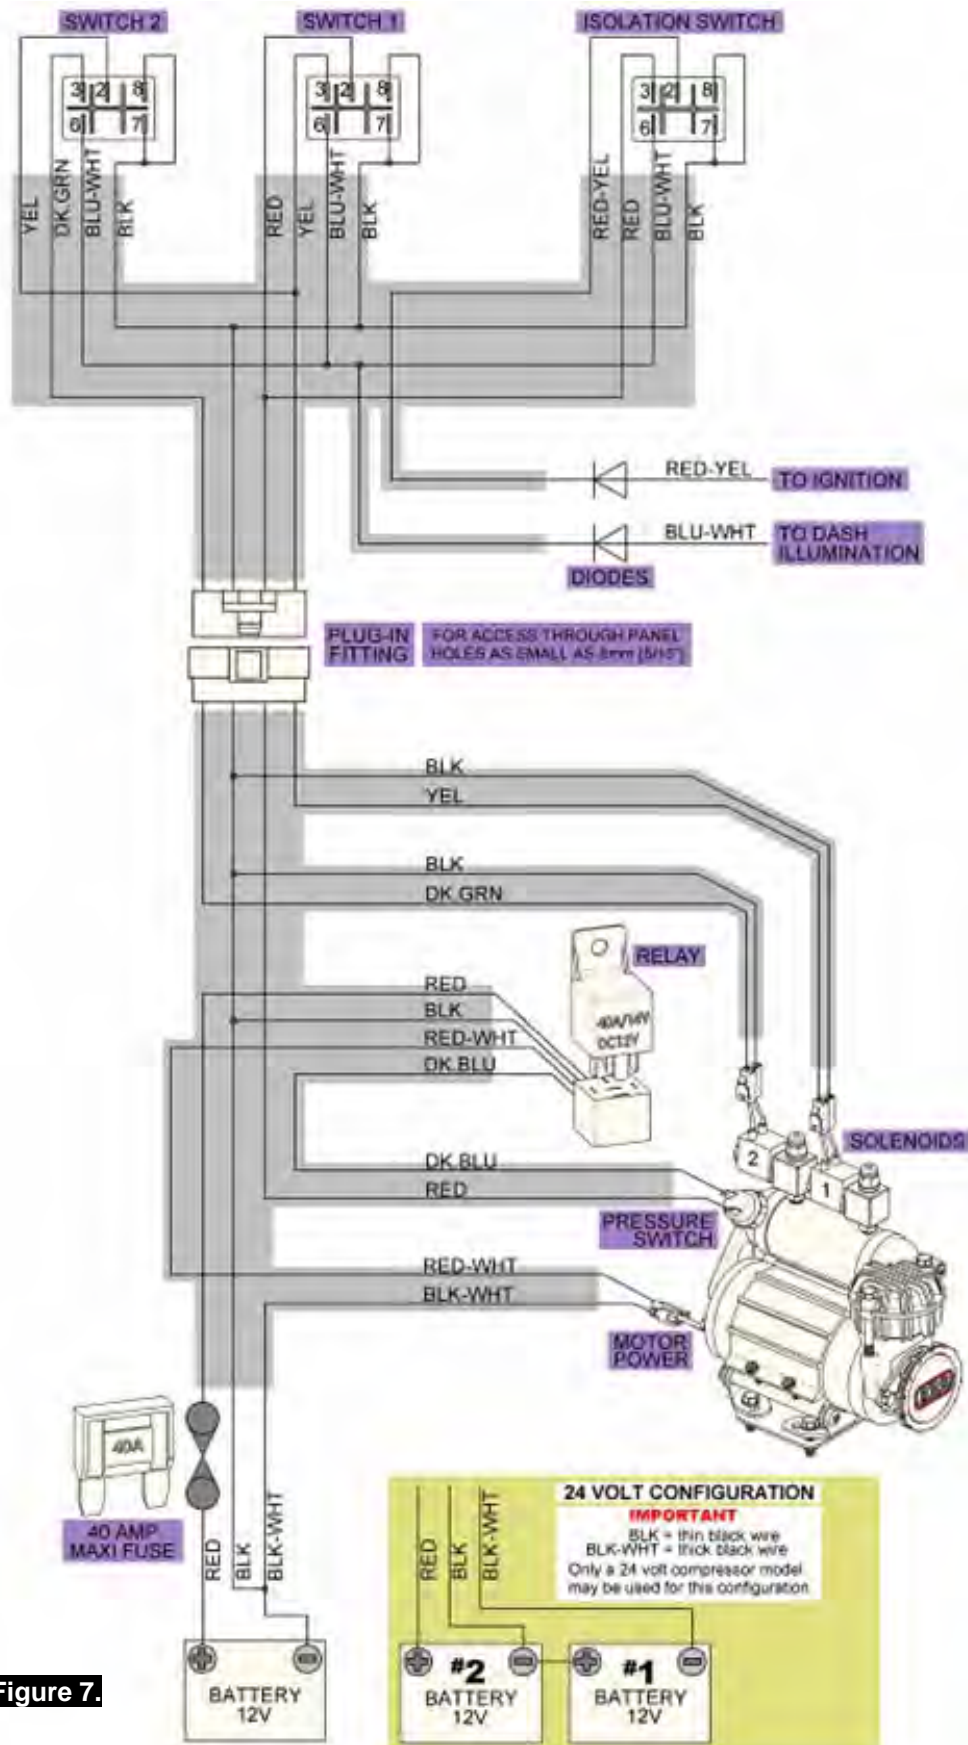 SWITCH 2
SWITCH 1
ISOLATION SWITCH
3 2 8
6 7
3 2 8
6 7
3 2 8
6 7
YEL
DK.GRN
BLU-WHT
BLK
RED
YEL
BLU-WHT
BLK
RED-YEL
RED
BLU-WHT
BLK
RED-YEL
TO IGNITION
BLU-WHT
TO DASH
ILLUMINATION
DIODES
PLUG-IN
FITTING
FOR ACCESS THROUGH PANEL
HOLES AS SMALL AS 8mm (5/16")
BLK
YEL
BLK
DK.GRN
RELAY
40A/14V
DC12V
RED
BLK
RED-WHT
DK.BLU
SOLENOIDS
2
1
DK.BLU
RED
PRESSURE
SWITCH
RED-WHT
BLK-WHT
MOTOR
POWER
40A
40 AMP
MAXI FUSE
RED
BLK
BLK-WHT
BATTERY
12V
24 VOLT CONFIGURATION
IMPORTANT
BLK = thin black wire
BLK-WHT = thick black wire
Only a 24 volt compressor model
may be used for this configuration
RED
BLK
BLK-WHT
#2
BATTERY
12V
#1
BATTERY
12V
Figure 7.